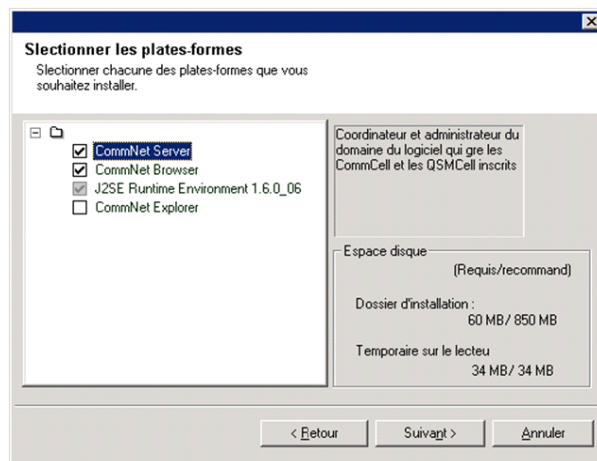 Slectionner les plates-formes
Slectionner chacune des plates-formes que vous
souhaitez installer.
CommNet Server
CommNet Browser
J2SE Runtime Environment 1.6.0_06
CommNet Explorer
Coordinateur et administrateur du
domaine du logiciel qui gre les
CommCell et les QSMCell inscrits
Espace disque
(Requis/recommand)
Dossier d'installation :
60 MB/ 850 MB
Temporaire sur le lecteu
34 MB/ 34 MB
< Retour
Suivant >
Annuler